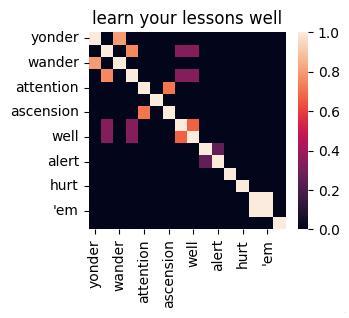 learn your lessons well
yonder
wander
attention
ascension
well
alert
hurt
'em
1.0
0.8
0.6
0.4
0.2
0.0
yonder
wander
attention
ascension
well
alert
hurt
'em